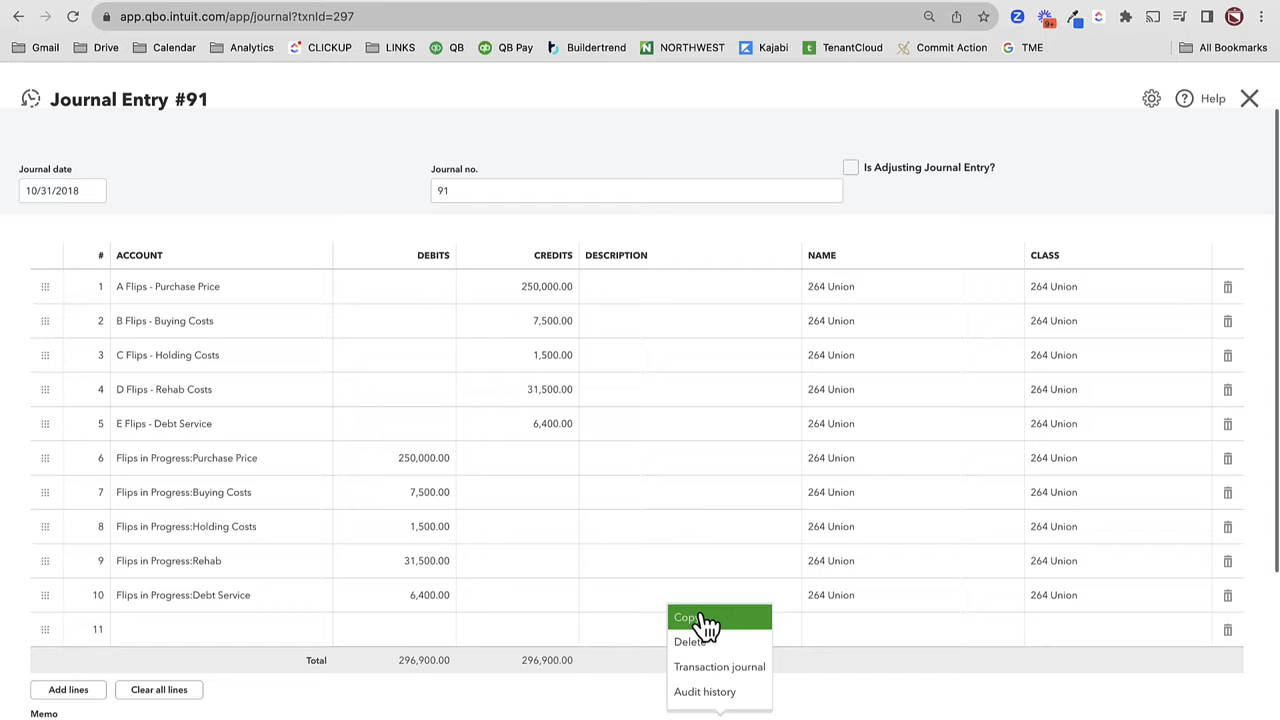 app.qbo.intuit.com/app/journal?txnId=297
9+
Gmail Drive Calendar Analytics CLICKUP LINKS QB QB Pay Buildertrend NORTHWEST Kajabi TenantCloud Commit Action TME All Bookmarks
Journal Entry #91 Help
Journal date Journal no. Is Adjusting Journal Entry?
10/31/2018 91
# ACCOUNT DEBITS CREDITS DESCRIPTION NAME CLASS
1 A Flips - Purchase Price 250,000.00 264 Union 264 Union
2 B Flips - Buying Costs 7,500.00 264 Union 264 Union
3 C Flips - Holding Costs 1,500.00 264 Union 264 Union
4 D Flips - Rehab Costs 31,500.00 264 Union 264 Union
5 E Flips - Debt Service 6,400.00 264 Union 264 Union
6 Flips in Progress:Purchase Price 250,000.00 264 Union 264 Union
7 Flips in Progress:Buying Costs 7,500.00 264 Union 264 Union
8 Flips in Progress:Holding Costs 1,500.00 264 Union 264 Union
9 Flips in Progress:Rehab 31,500.00 264 Union 264 Union
10 Flips in Progress:Debt Service 6,400.00 264 Union 264 Union
Copy
11
Delete
Total 296,900.00 296,900.00
Transaction journal
Add lines Clear all lines Audit history
Memo